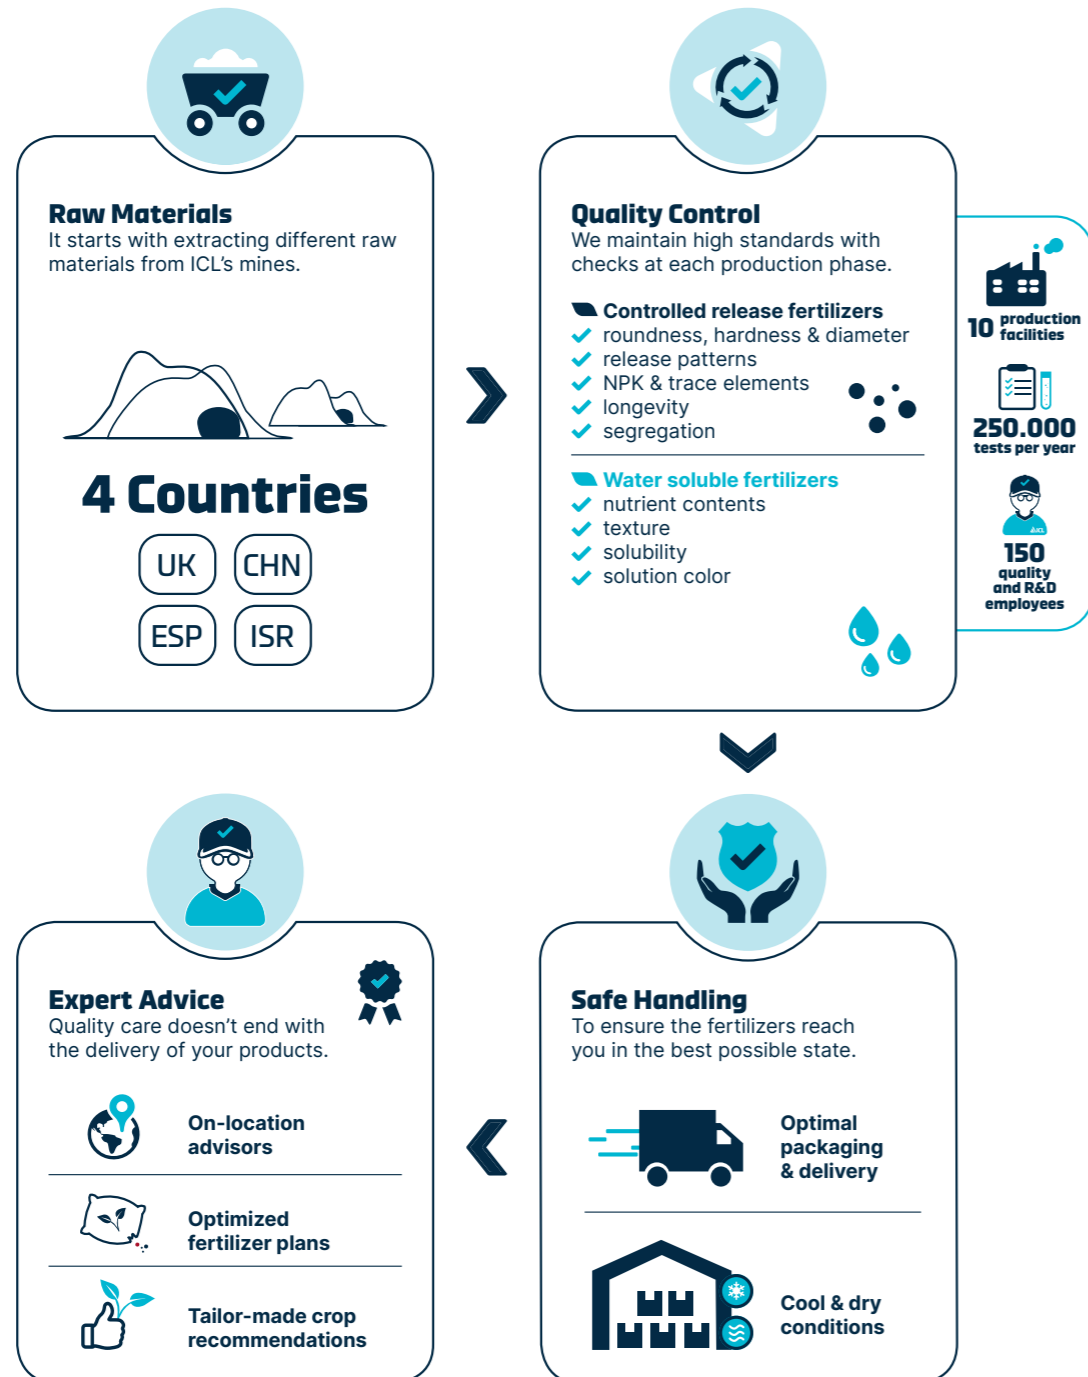 Raw Materials
It starts with extracting different raw
materials from ICL's mines.
4 Countries
UK
CHN
ESP
ISR
Quality Control
We maintain high standards with
checks at each production phase.
Controlled release fertilizers
roundness, hardness & diameter
release patterns
NPK & trace elements
longevity
segregation
Water soluble fertilizers
nutrient contents
texture
solubility
solution color
10 production
facilities
250.000
tests per year
ICL
150
quality
and R&D
employees
Safe Handling
To ensure the fertilizers reach
you in the best possible state.
Optimal
packaging
& delivery
Cool & dry
conditions
Expert Advice
Quality care doesn't end with
the delivery of your products.
On-location
advisors
Optimized
fertilizer plans
Tailor-made crop
recommendations